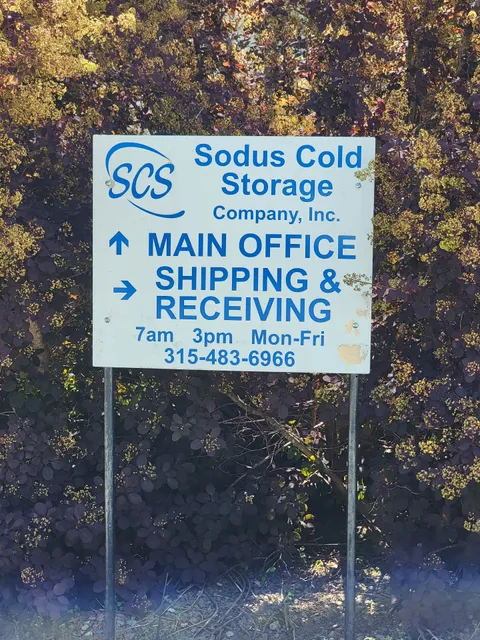 SCS
Sodus Cold
Storage
Company, Inc.
↑ MAIN OFFICE
→ SHIPPING &
RECEIVING
7am 3pm Mon-Fri
315-483-6966